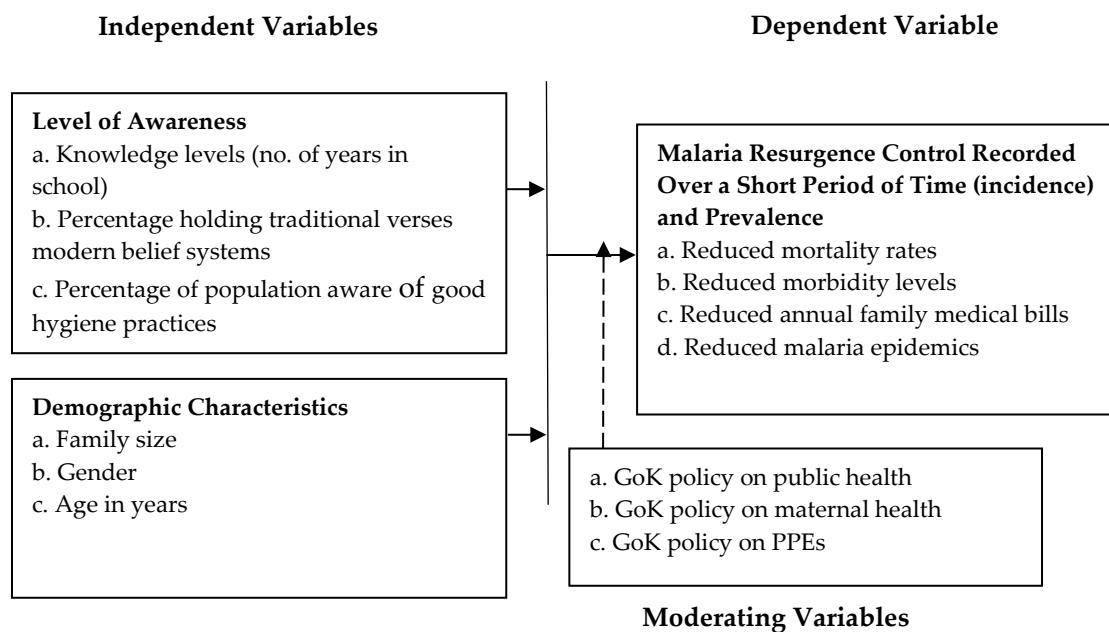 Independent Variables
Dependent Variable
Level of Awareness
a. Knowledge levels (no. of years in
school)
b. Percentage holding traditional verses
modern belief systems
c. Percentage of population aware of good
hygiene practices
Demographic Characteristics
a. Family size
b. Gender
c. Age in years
Malaria Resurgence Control Recorded
Over a Short Period of Time (incidence)
and Prevalence
a. Reduced mortality rates
b. Reduced morbidity levels
c. Reduced annual family medical bills
d. Reduced malaria epidemics
a. GoK policy on public health
b. GoK policy on maternal health
c. GoK policy on PPEs
Moderating Variables